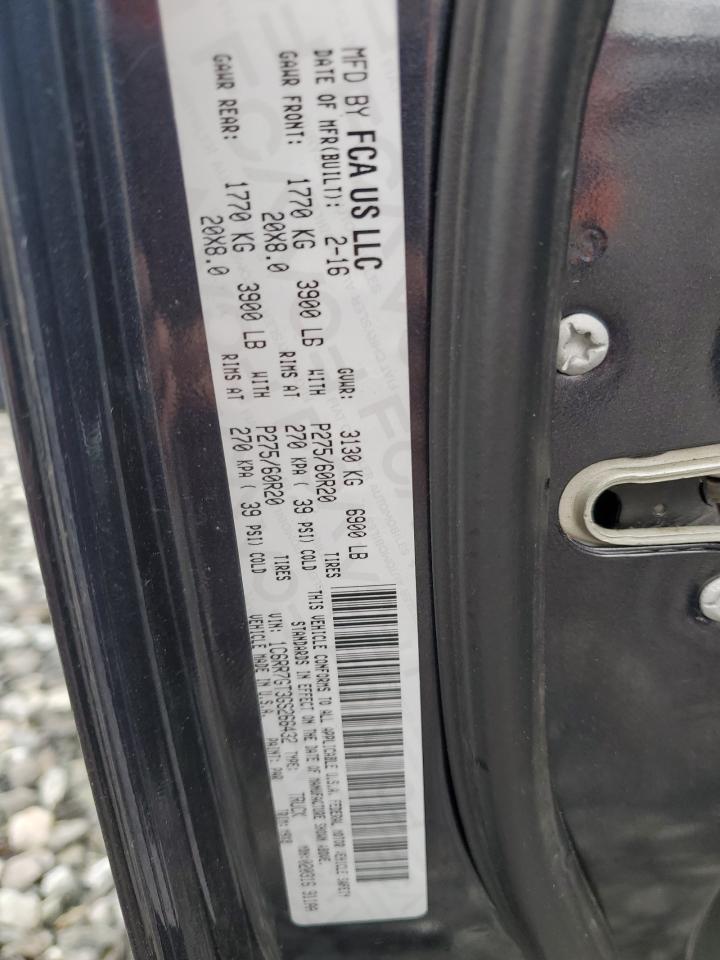 MFD BY FCA US LLC
DATE OF MFR(BUILT): 2-16 GVWR: 3130 KG 6900 LB
GAWR FRONT: 1770 KG 3900 LB WITH P275/60R20 TIRES
20X8.0 RIMS AT 270 KPA ( 39 PSI) COLD
GAWR REAR: 1770 KG 3900 LB WITH P275/60R20 TIRES
20X8.0 RIMS AT 270 KPA ( 39 PSI) COLD
THIS VEHICLE CONFORMS TO ALL APPLICABLE U.S.A. FEDERAL MOTOR VEHICLE SAFETY
STANDARDS IN EFFECT ON THE DATE OF MANUFACTURE SHOWN ABOVE.
VIN: 1C6RR7GT3GS266432 TYPE: TRUCK
VEHICLE MADE IN U.S.A. PAINT: